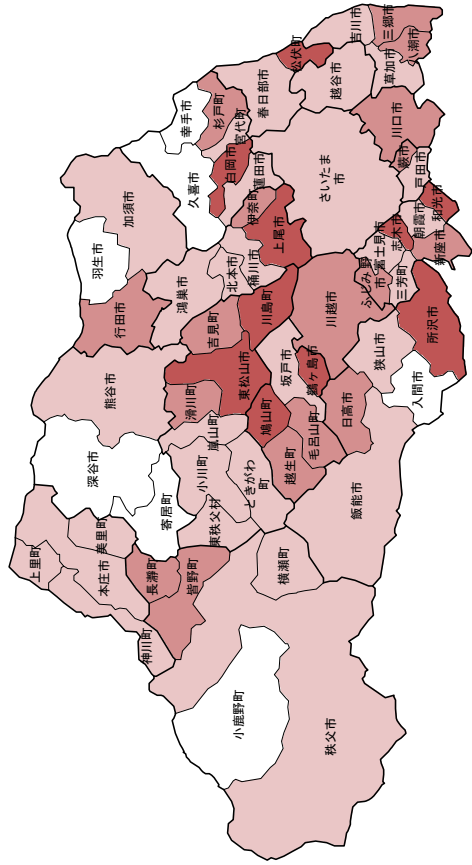 上里町
本庄市
神川町
美里町
深谷市
寄居町
長瀞町
皆野町
小鹿野町
秩父市
横瀬町
東秩父村
小川町
ときがわ
町
嵐山町
熊谷市
滑川町
東松山市
吉見町
鳩山町
越生町
毛呂山町
飯能市
日高市
鶴ヶ島市
坂戸市
川島町
川越市
狭山市
入間市
所沢市
三芳町
ふじみ野
市
富士見市
志木市
新座市
朝霞市
和光市
戸田市
蕨市
川口市
さいたま
市
上尾市
桶川市
北本市
鴻巣市
行田市
羽生市
加須市
久喜市
幸手市
杉戸町
宮代町
白岡市
蓮田市
伊奈町
春日部市
松伏町
越谷市
吉川市
三郷市
八潮市
草加市